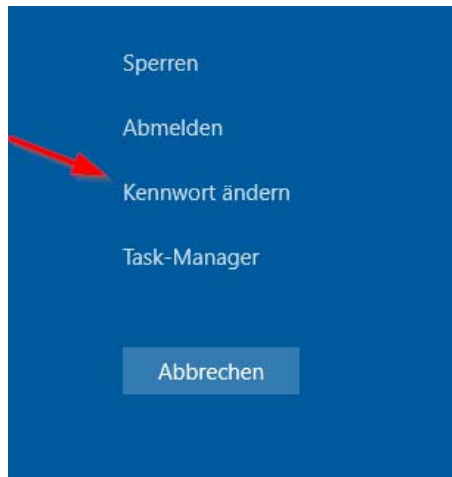 Sperren
Abmelden
Kennwort ändern
Task-Manager
Abbrechen